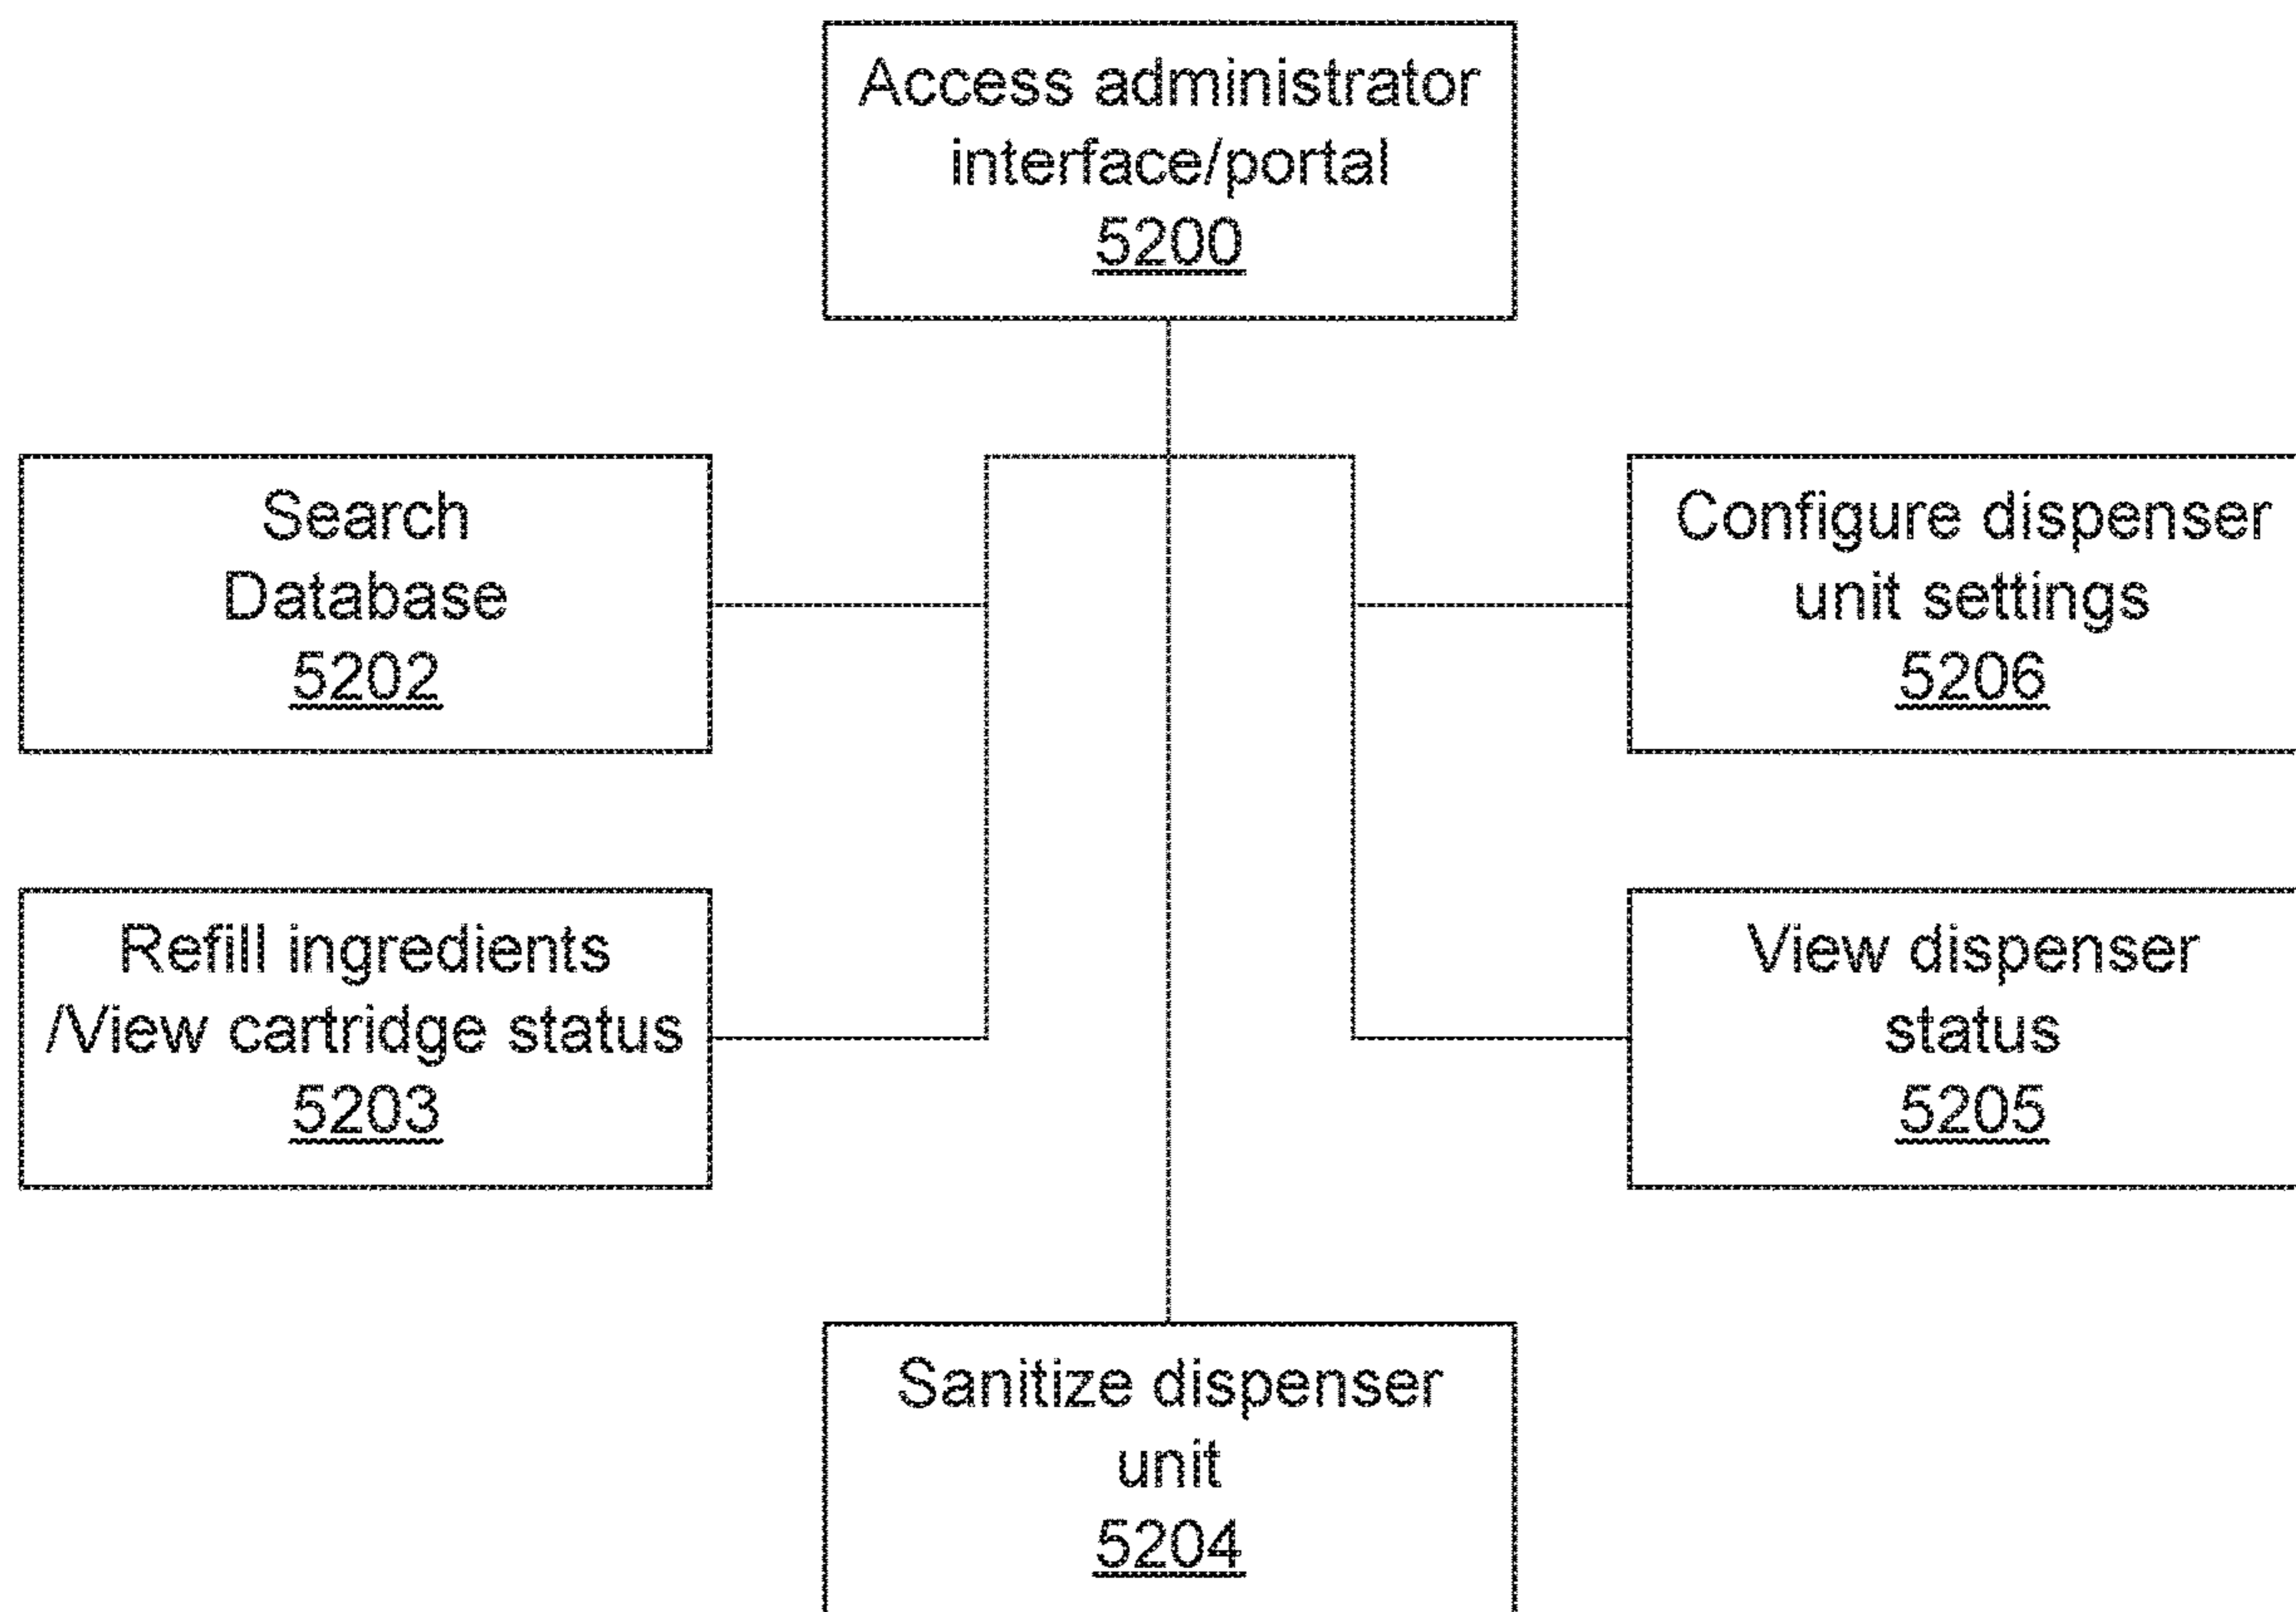 Access administrator
interface/portal
5200
Search
Database
5202
Configure dispenser
unit settings
5206
Refill ingredients
/View cartridge status
5203
View dispenser
status
5205
Sanitize dispenser
unit
5204